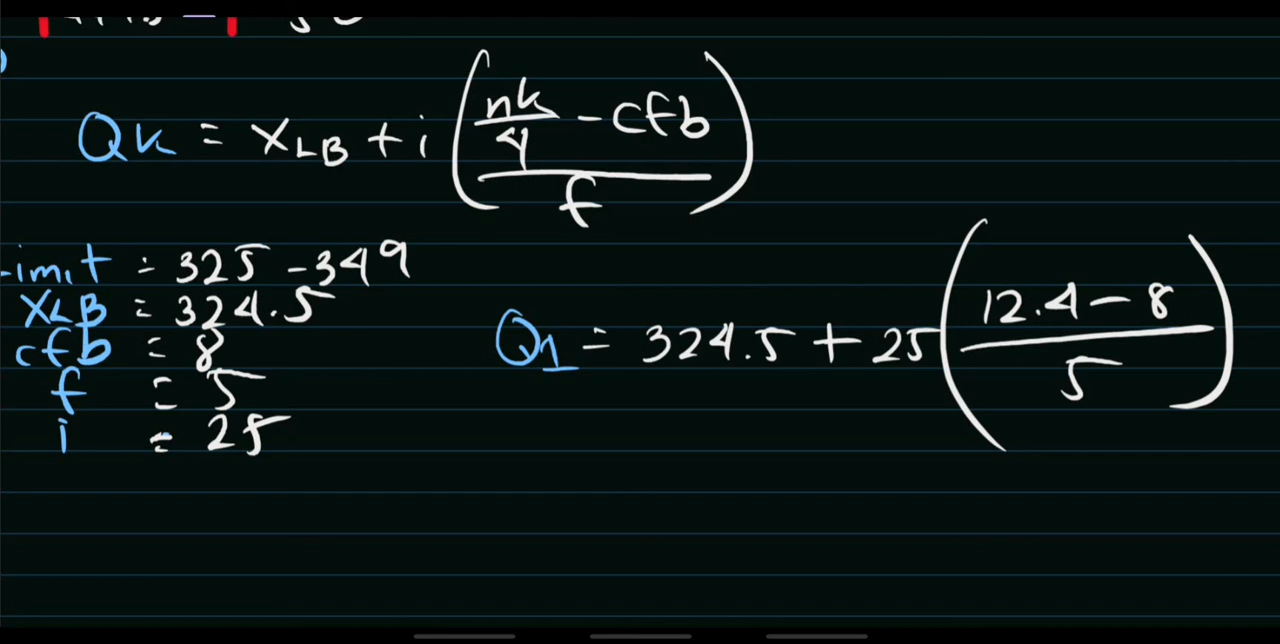 Qk = XLB + i ( (nk/4 - cfb) / f )
-imit = 325 - 349
XLB = 324.5
cfb = 8
f = 5
i = 25
Q1 = 324.5 + 25 ( (12.4 - 8) / 5 )